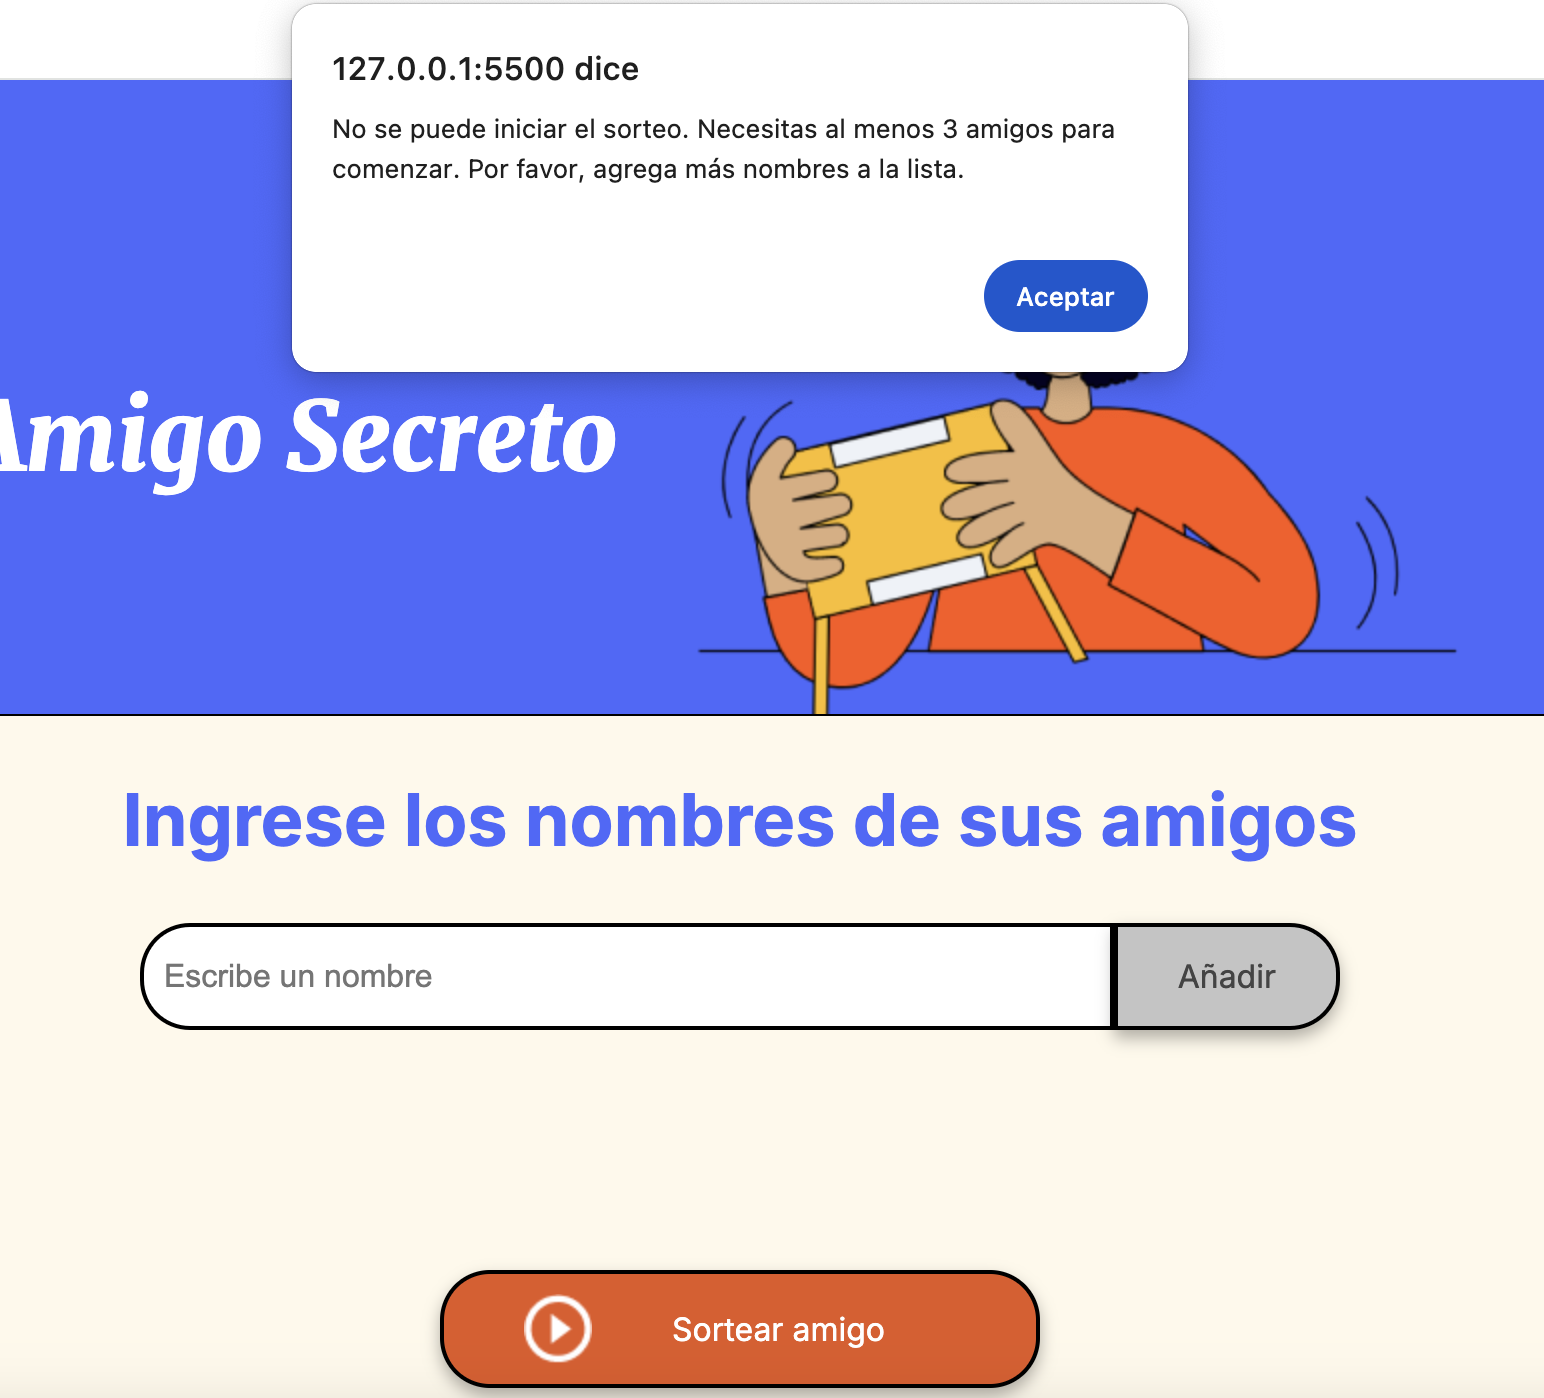 127.0.0.1:5500 dice
No se puede iniciar el sorteo. Necesitas al menos 3 amigos para
comenzar. Por favor, agrega más nombres a la lista.
Aceptar
Amigo Secreto
Ingrese los nombres de sus amigos
Escribe un nombre
Añadir
Sortear amigo